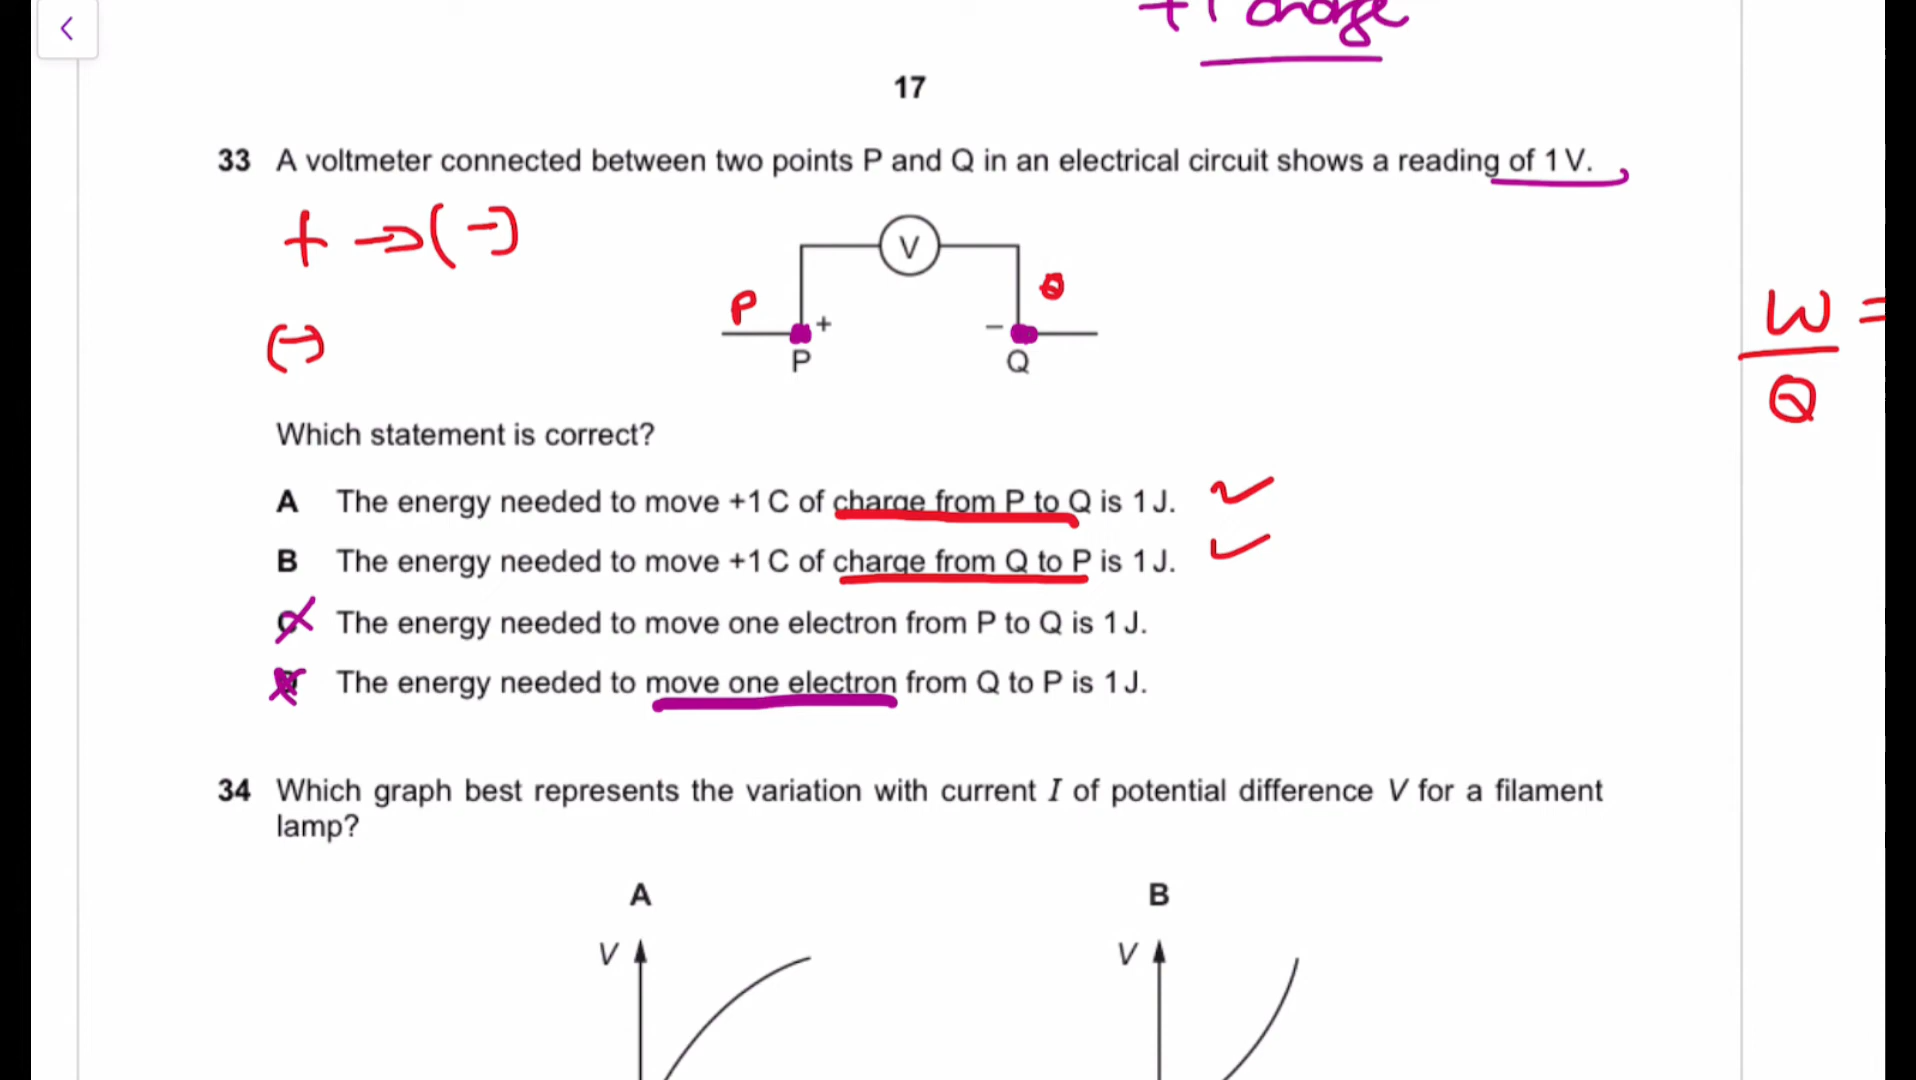 +1 charge
17
33 A voltmeter connected between two points P and Q in an electrical circuit shows a reading of 1 V.
+ → (-)
V
P
Q
W =
(-)
+
−
P
Q
Q
Which statement is correct?
A The energy needed to move +1 C of charge from P to Q is 1 J.
B The energy needed to move +1 C of charge from Q to P is 1 J.
C The energy needed to move one electron from P to Q is 1 J.
The energy needed to move one electron from Q to P is 1 J.
34 Which graph best represents the variation with current I of potential difference V for a filament
lamp?
A
B
V
V